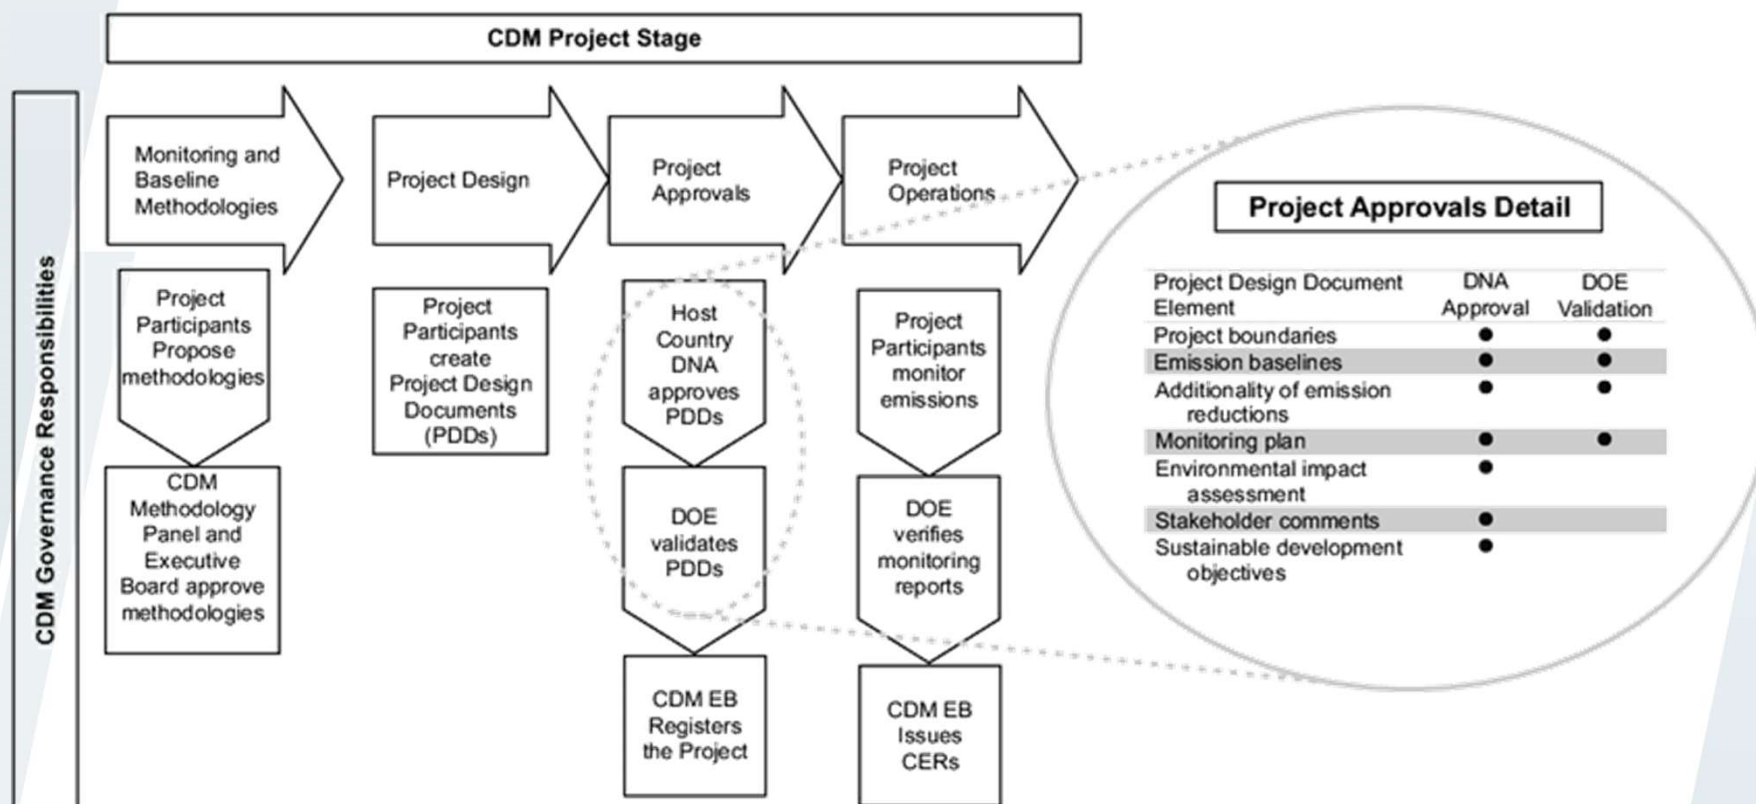 CDM Project Stage
CDM Governance Responsibilities
Monitoring and
Baseline
Methodologies
Project Design
Project
Approvals
Project
Operations
Project
Participants
Propose
methodologies
CDM
Methodology
Panel and
Executive
Board approve
methodologies
Project
Participants
create
Project Design
Documents
(PDDs)
Host
Country
DNA
approves
PDDs
DOE
validates
PDDs
CDM EB
Registers
the Project
Project
Participants
monitor
emissions
DOE
verifies
monitoring
reports
CDM EB
Issues
CERs
Project Approvals Detail
Project Design Document DNA DOE
Element Approval Validation
Project boundaries ● ●
Emission baselines ● ●
Additionality of emission ● ●
reductions
Monitoring plan ● ●
Environmental impact ●
assessment
Stakeholder comments ●
Sustainable development ●
objectives